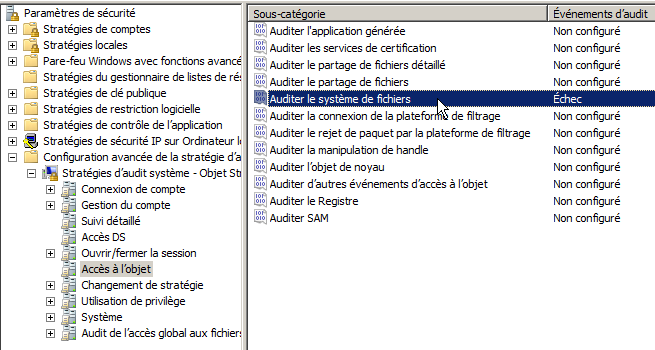 Paramètres de sécurité
Stratégies de comptes
Stratégies locales
Pare-feu Windows avec fonctions avancé
Stratégies du gestionnaire de listes de rés
Stratégies de clé publique
Stratégies de restriction logicielle
Stratégies de contrôle de l'application
Stratégies de sécurité IP sur Ordinateur lo
Configuration avancée de la stratégie d'a
Stratégies d'audit système - Objet Str
Connexion de compte
Gestion du compte
Suivi détaillé
Accès DS
Ouvrir/fermer la session
Accès à l'objet
Changement de stratégie
Utilisation de privilège
Système
Audit de l'accès global aux fichiers
Sous-catégorie Événements d'audit
Auditer l'application générée Non configuré
Auditer les services de certification Non configuré
Auditer le partage de fichiers détaillé Non configuré
Auditer le partage de fichiers Non configuré
Auditer le système de fichiers Échec
Auditer la connexion de la plateforme de filtrage Non configuré
Auditer le rejet de paquet par la plateforme de filtrage Non configuré
Auditer la manipulation de handle Non configuré
Auditer l'objet de noyau Non configuré
Auditer d'autres événements d'accès à l'objet Non configuré
Auditer le Registre Non configuré
Auditer SAM Non configuré